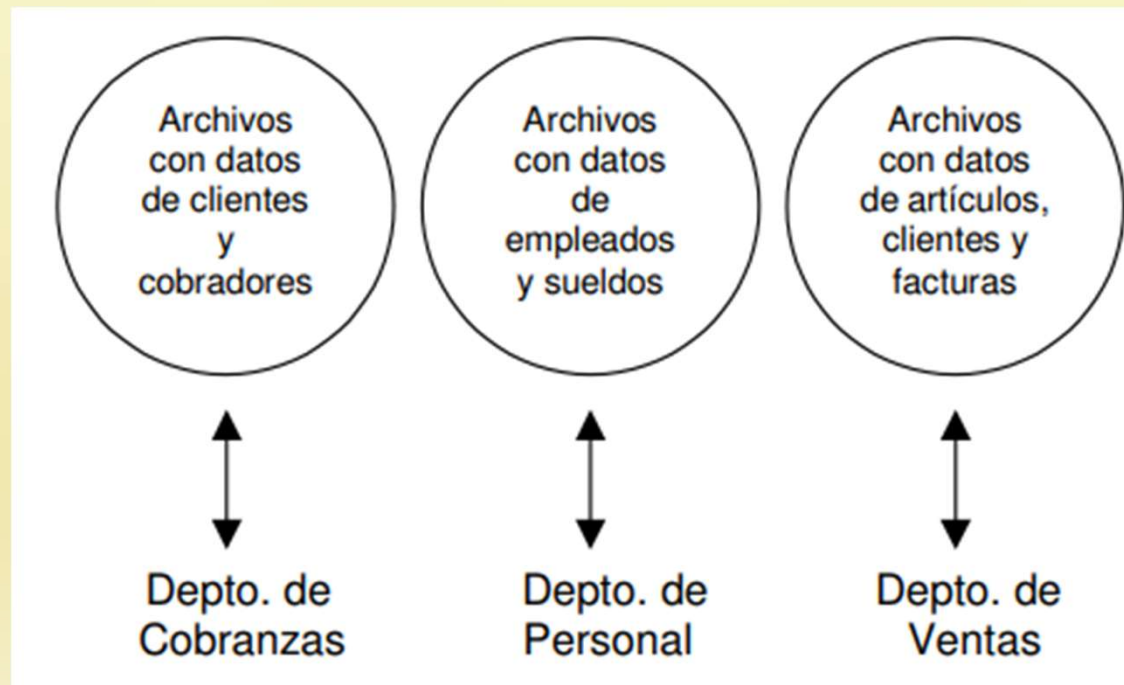 Archivos
con datos
de clientes
y
cobradores
Archivos
con datos
de
empleados
y sueldos
Archivos
con datos
de artículos,
clientes y
facturas
Depto. de
Cobranzas
Depto. de
Personal
Depto. de
Ventas